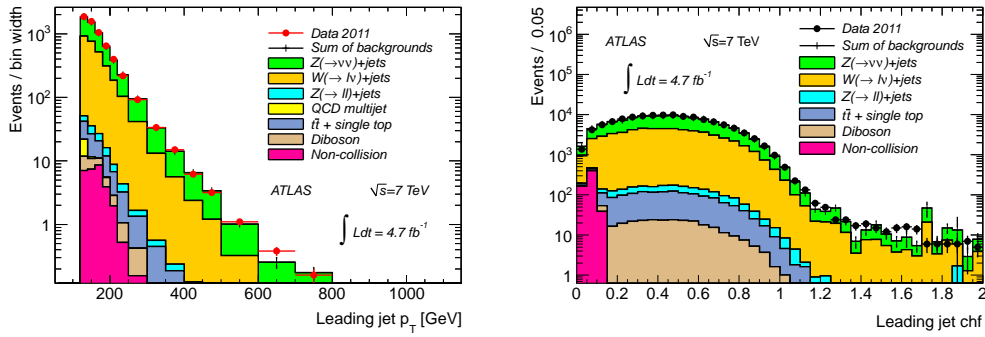 Events / bin width
10³
10²
10
1
Data 2011
Sum of backgrounds
Z(→νν)+jets
W(→ lν)+jets
Z(→ ll)+jets
QCD multijet
tt̄ + single top
Diboson
Non-collision
ATLAS √s=7 TeV
∫ Ldt = 4.7 fb⁻¹
200 400 600 800 1000
Leading jet p_T [GeV]
Events / 0.05
10⁷
10⁶
10⁵
10⁴
10³
10²
10
1
ATLAS √s=7 TeV
∫ Ldt = 4.7 fb⁻¹
Data 2011
Sum of backgrounds
Z(→νν)+jets
W(→ lν)+jets
Z(→ ll)+jets
tt̄ + single top
Diboson
Non-collision
0 0.2 0.4 0.6 0.8 1 1.2 1.4 1.6 1.8 2
Leading jet chf